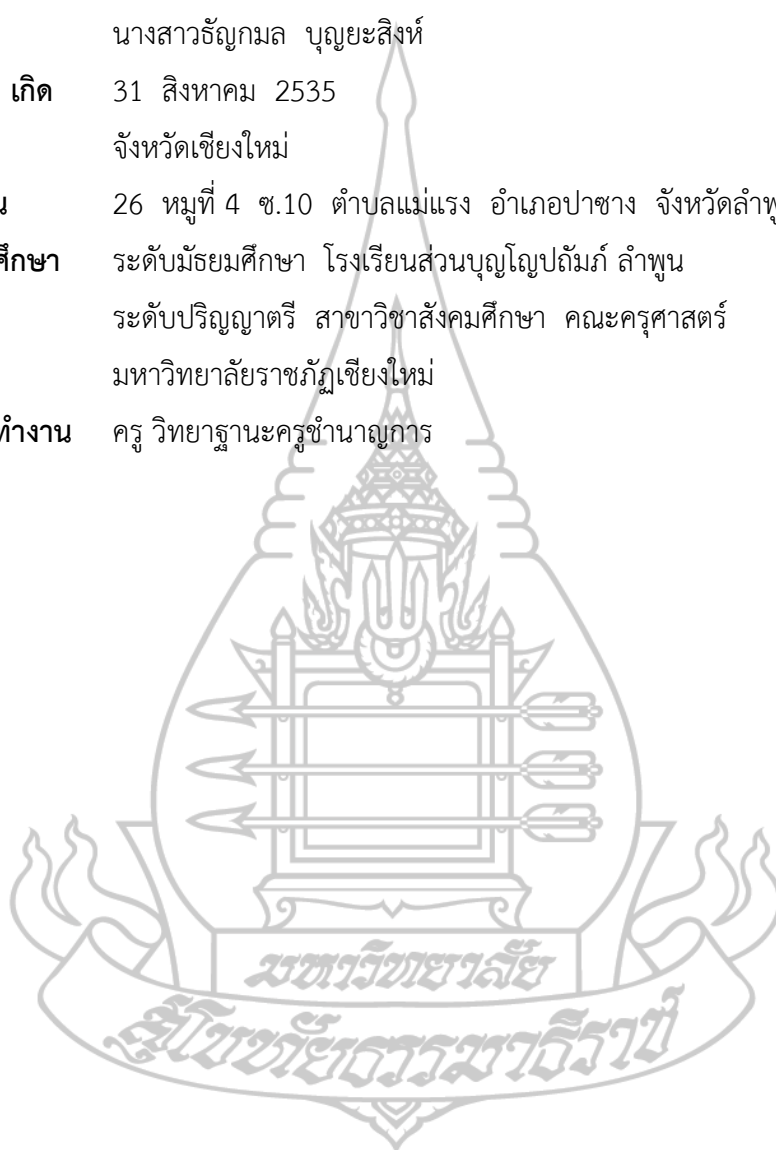 นางสาวธัญกมล บุญยะสิงห์
เกิด 31 สิงหาคม 2535
จังหวัดเชียงใหม่
26 หมู่ที่ 4 ซ.10 ตำบลแม่แรง อำเภอปาซาง จังหวัดลำพู
ศึกษา ระดับมัธยมศึกษา โรงเรียนส่วนบุญโญปถัมภ์ ลำพูน
ระดับปริญญาตรี สาขาวิชาสังคมศึกษา คณะครุศาสตร์
มหาวิทยาลัยราชภัฏเชียงใหม่
ทำงาน ครู วิทยาฐานะครูชำนาญการ
มหาวิทยาลัย
สุโขทัยธรรมาธิราช